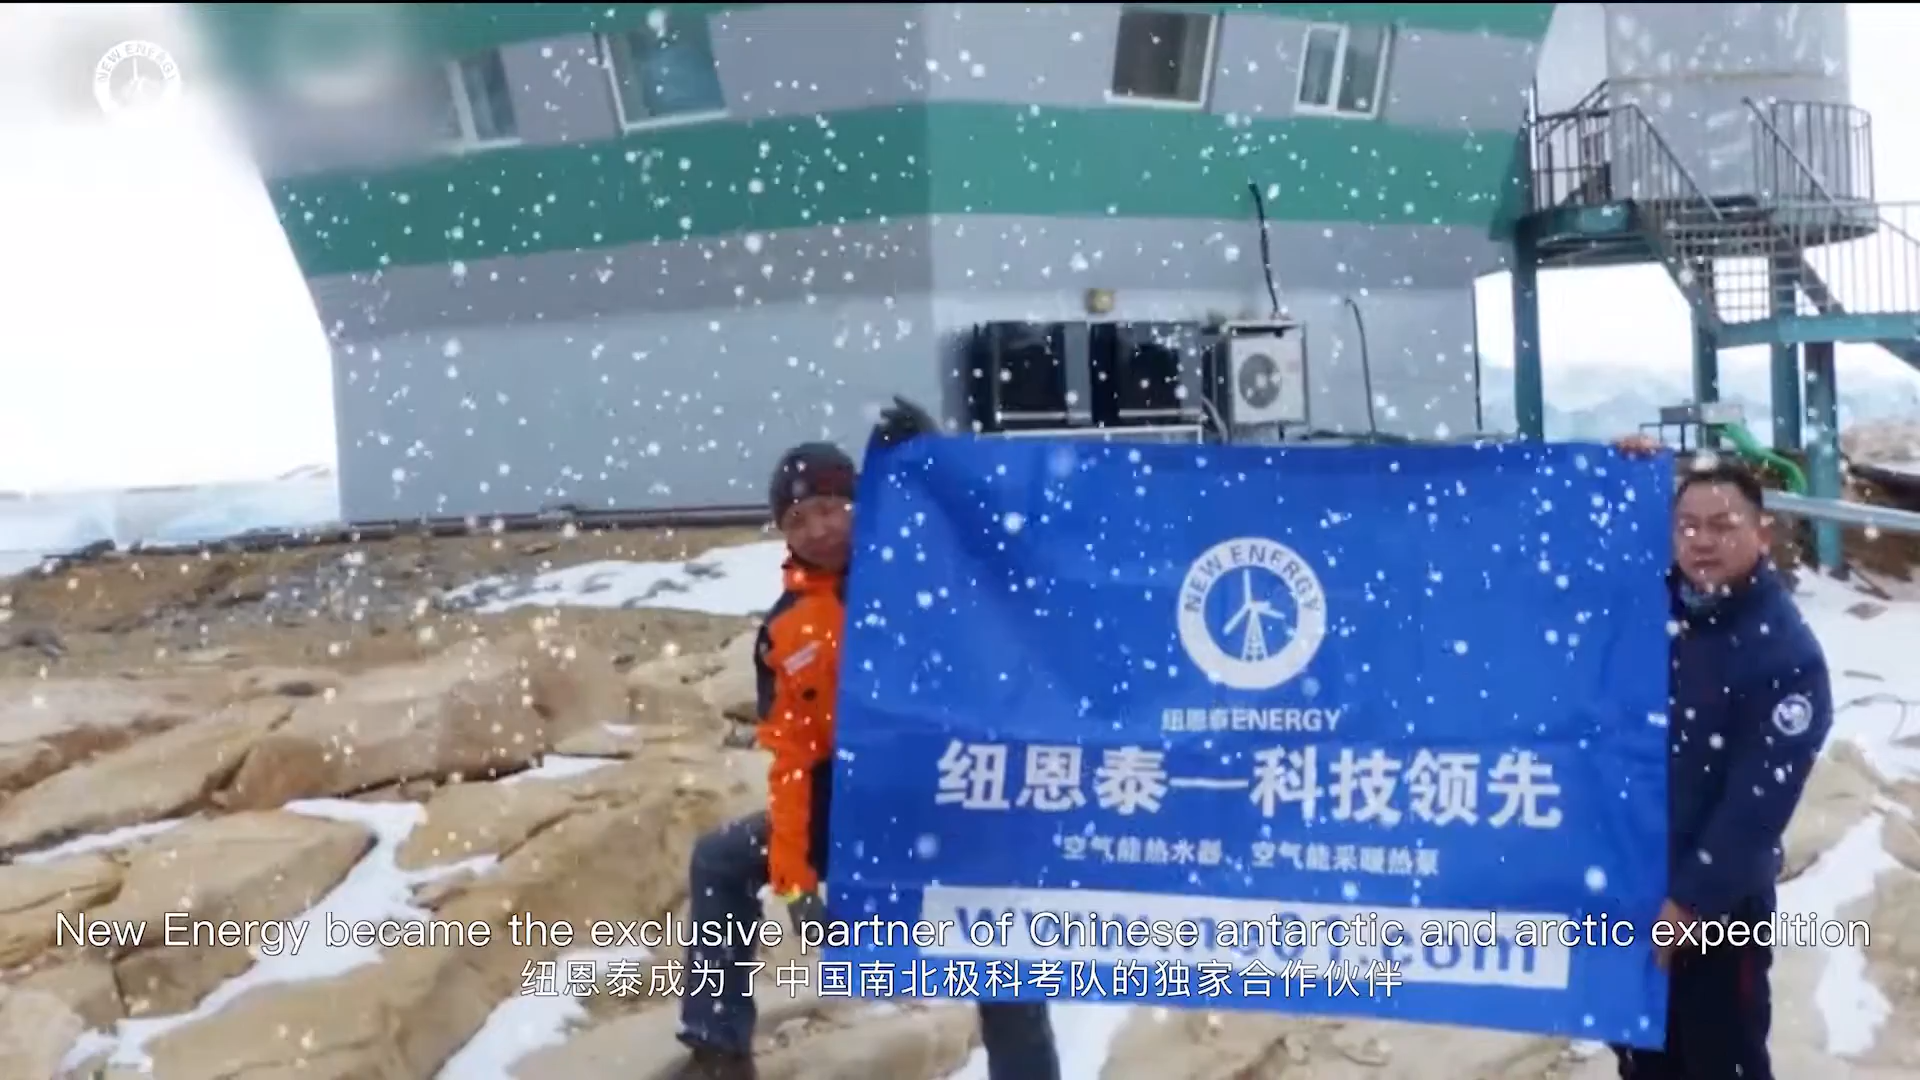 NEW ENERGY
NEW ENERGY
纽恩泰ENERGY
纽恩泰—科技领先
空气能热水器、空气能采暖热泵
New Energy became the exclusive partner of Chinese antarctic and arctic expedition
纽恩泰成为了中国南北极科考队的独家合作伙伴